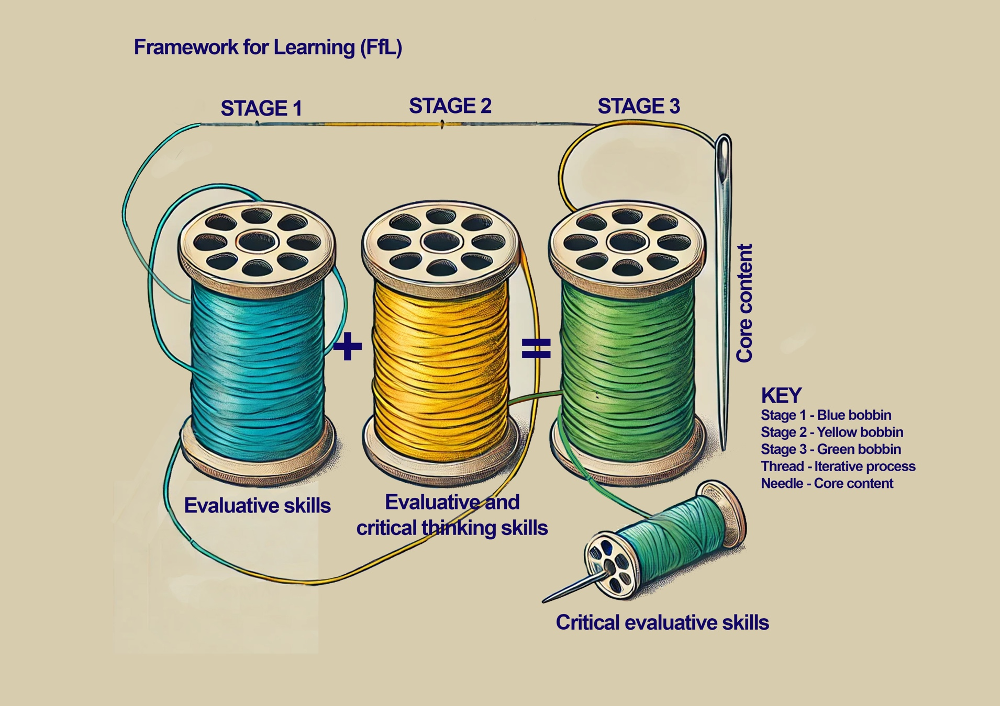 Framework for Learning (FfL)
STAGE 1
STAGE 2
STAGE 3
+
=
Core content
KEY
Stage 1 - Blue bobbin
Stage 2 - Yellow bobbin
Stage 3 - Green bobbin
Thread - Iterative process
Needle - Core content
Evaluative skills
Evaluative and
critical thinking skills
Critical evaluative skills